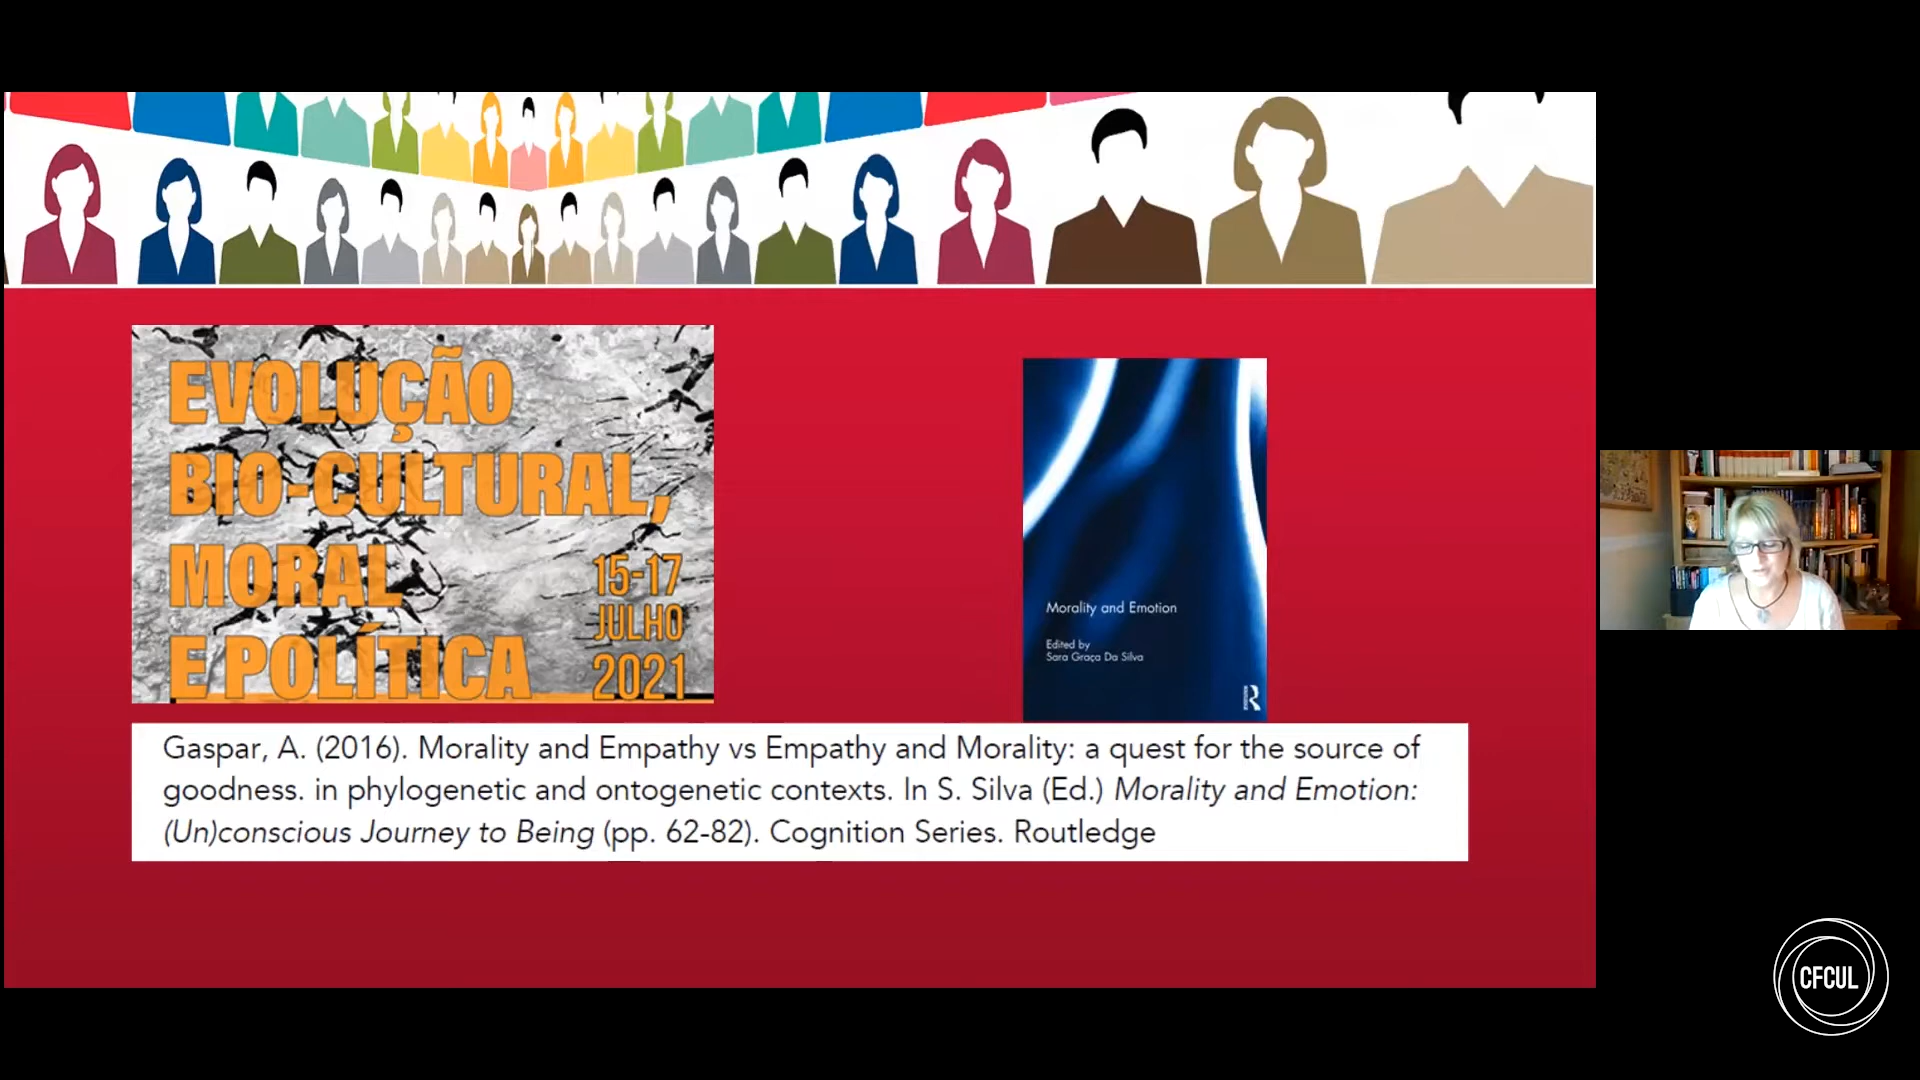 EVOLUÇÃO
BIO-CULTURAL,
MORAL
E POLÍTICA
15-17
JULHO
2021
Morality and Emotion
Edited by
Sara Graça Da Silva
R
Gaspar, A. (2016). Morality and Empathy vs Empathy and Morality: a quest for the source of
goodness. in phylogenetic and ontogenetic contexts. In S. Silva (Ed.) Morality and Emotion:
(Un)conscious Journey to Being (pp. 62-82). Cognition Series. Routledge
CFCUL